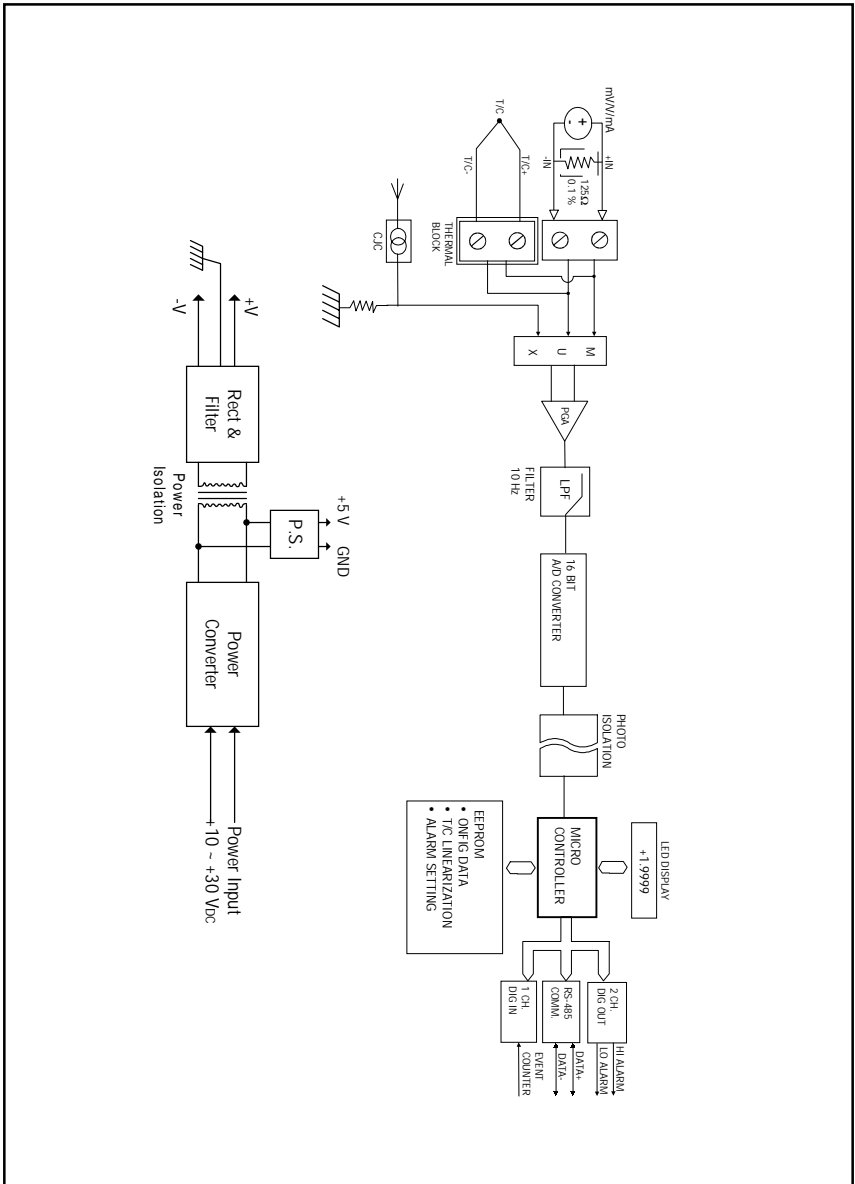 mV/V/mA
+
-
+IN
-IN
125Ω
0.1 %
T/C
T/C+
T/C-
THERMAL
BLOCK
CJC
M
U
X
PGA
LPF
FILTER
10 Hz
16 BIT
A/D CONVERTER
PHOTO
ISOLATION
LED DISPLAY
+1.9999
MICRO
CONTROLLER
EEPROM
• ONFIG DATA
• T/C LINEARIZATION
• ALARM SETTING
2 CH.
DIG OUT
HI ALARM
LO ALARM
RS-485
COMM.
DATA+
DATA-
1 CH.
DIG IN
EVENT
COUNTER
+V
-V
Rect &
Filter
Power
Isolation
+5 V
GND
P.S.
Power
Converter
Power Input
+10 ~ +30 VDC